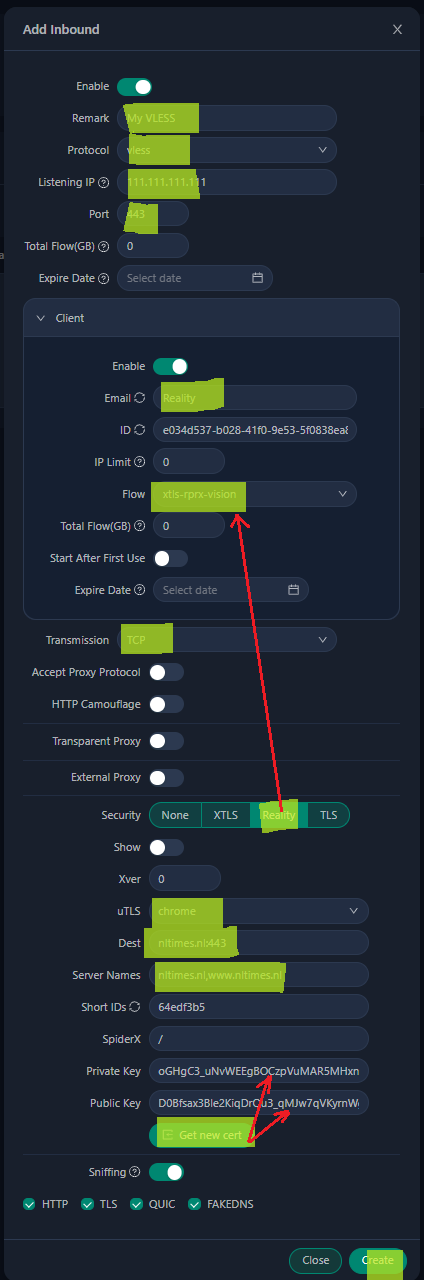 Add Inbound
Enable
Remark My VLESS
Protocol vless
Listening IP 111.111.111.111
Port 443
Total Flow(GB) 0
Expire Date Select date
Client
Enable
Email Reality
ID e034d537-b028-41f0-9e53-5f0838ea8
IP Limit 0
Flow xtls-rprx-vision
Total Flow(GB) 0
Start After First Use
Expire Date Select date
Transmission TCP
Accept Proxy Protocol
HTTP Camouflage
Transparent Proxy
External Proxy
Security None XTLS Reality TLS
Show
Xver 0
uTLS chrome
Dest nltimes.nl:443
Server Names nltimes.nl,www.nltimes.nl
Short IDs 64edf3b5
SpiderX /
Private Key
Public Key
Get new cert
Sniffing
HTTP TLS QUIC FAKEDNS
Close Create